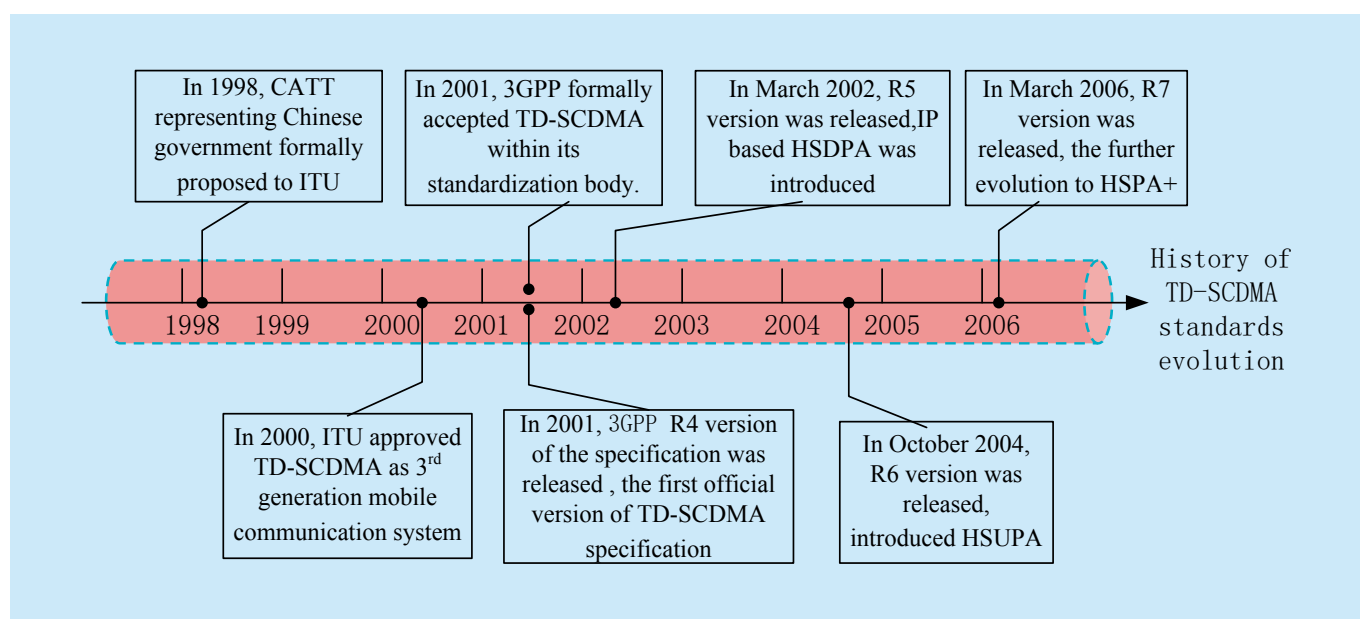 In 1998, CATT
representing Chinese
government formally
proposed to ITU
In 2001, 3GPP formally
accepted TD-SCDMA
within its
standardization body.
In March 2002, R5
version was released,IP
based HSDPA was
introduced
In March 2006, R7
version was
released, the further
evolution to HSPA+
1998 1999 2000 2001 2002 2003 2004 2005 2006
History of
TD-SCDMA
standards
evolution
In 2000, ITU approved
TD-SCDMA as 3rd
generation mobile
communication system
In 2001, 3GPP R4 version
of the specification was
released , the first official
version of TD-SCDMA
specification
In October 2004,
R6 version was
released,
introduced HSUPA